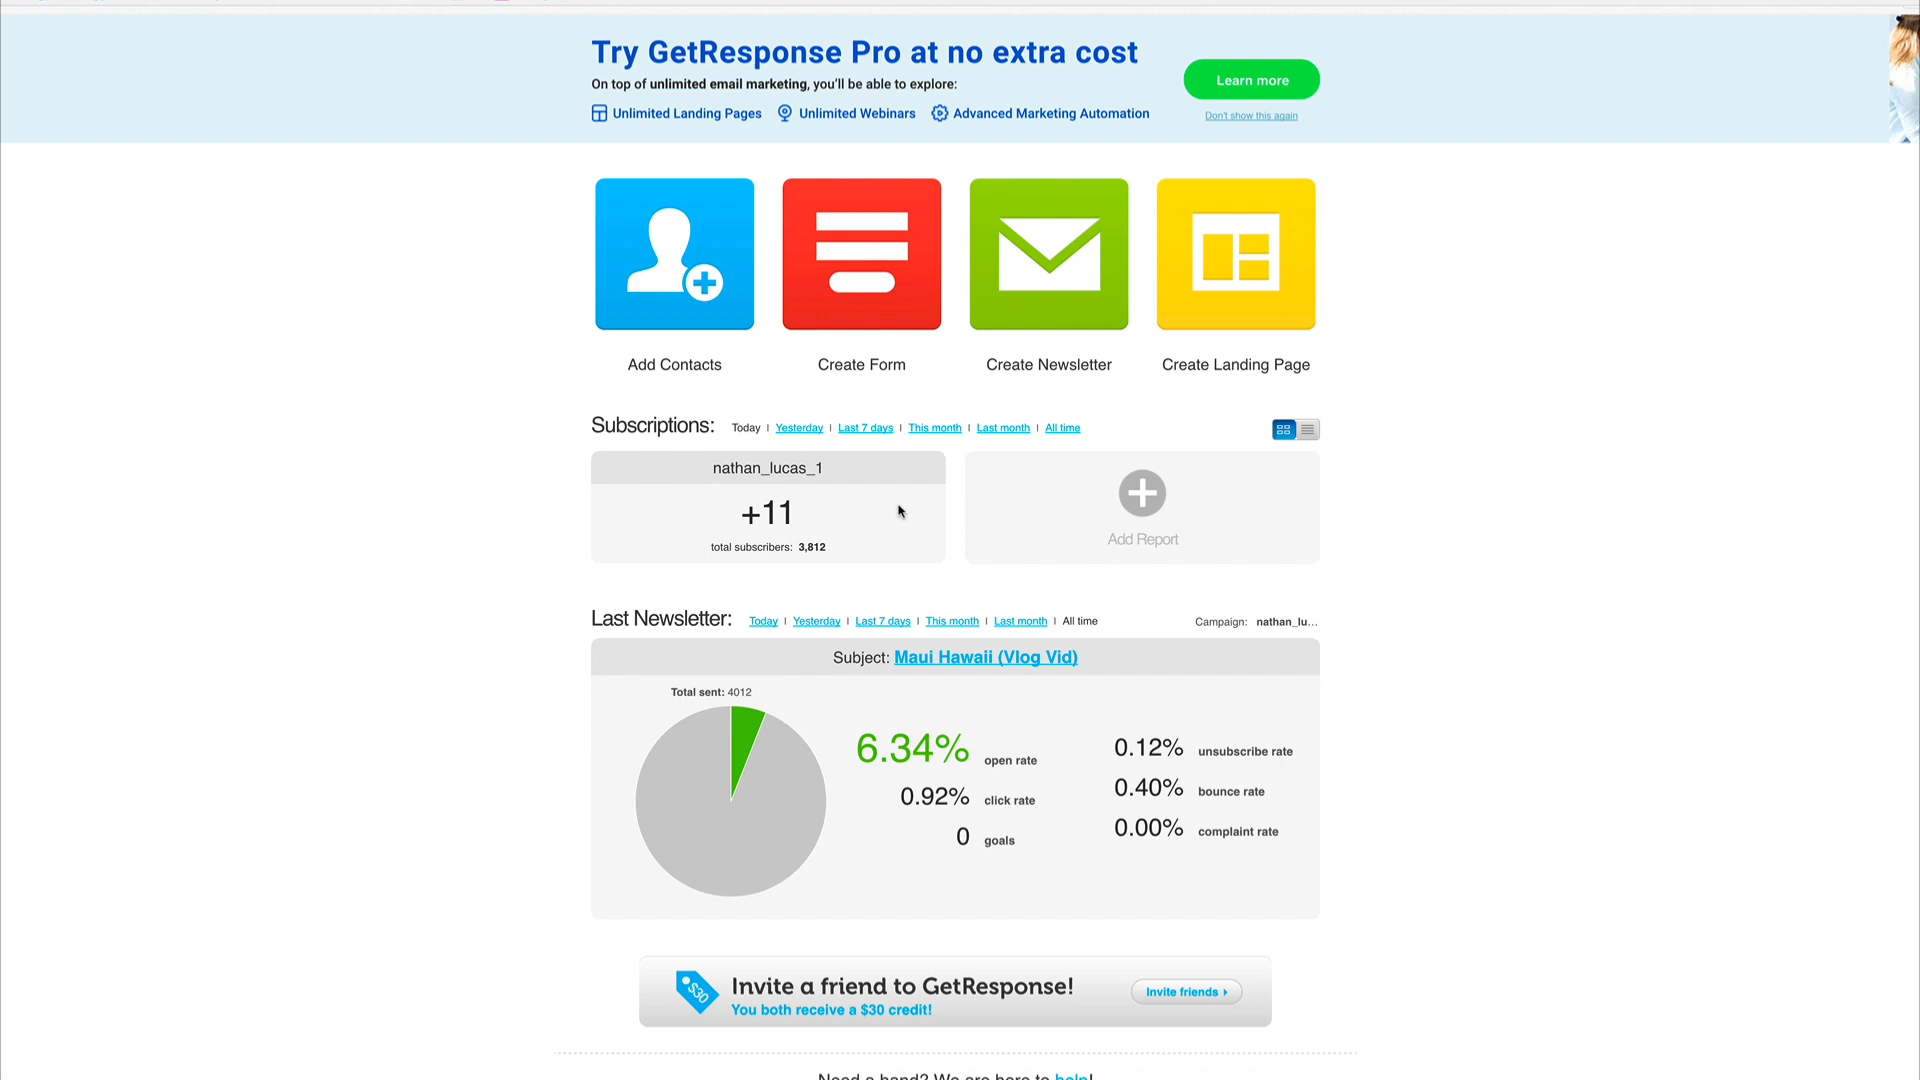 Try GetResponse Pro at no extra cost
On top of unlimited email marketing, you'll be able to explore:
Unlimited Landing Pages Unlimited Webinars Advanced Marketing Automation
Learn more
Don't show this again
Add Contacts Create Form Create Newsletter Create Landing Page
Subscriptions: Today | Yesterday | Last 7 days | This month | Last month | All time
nathan_lucas_1
+11
total subscribers: 3,812
Add Report
Last Newsletter: Today | Yesterday | Last 7 days | This month | Last month | All time Campaign: nathan_lu...
Subject: Maui Hawaii (Vlog Vid)
Total sent: 4012
6.34% open rate
0.92% click rate
0 goals
0.12% unsubscribe rate
0.40% bounce rate
0.00% complaint rate
$30
Invite a friend to GetResponse!
You both receive a $30 credit!
Invite friends
Need a hand? We are here to help!